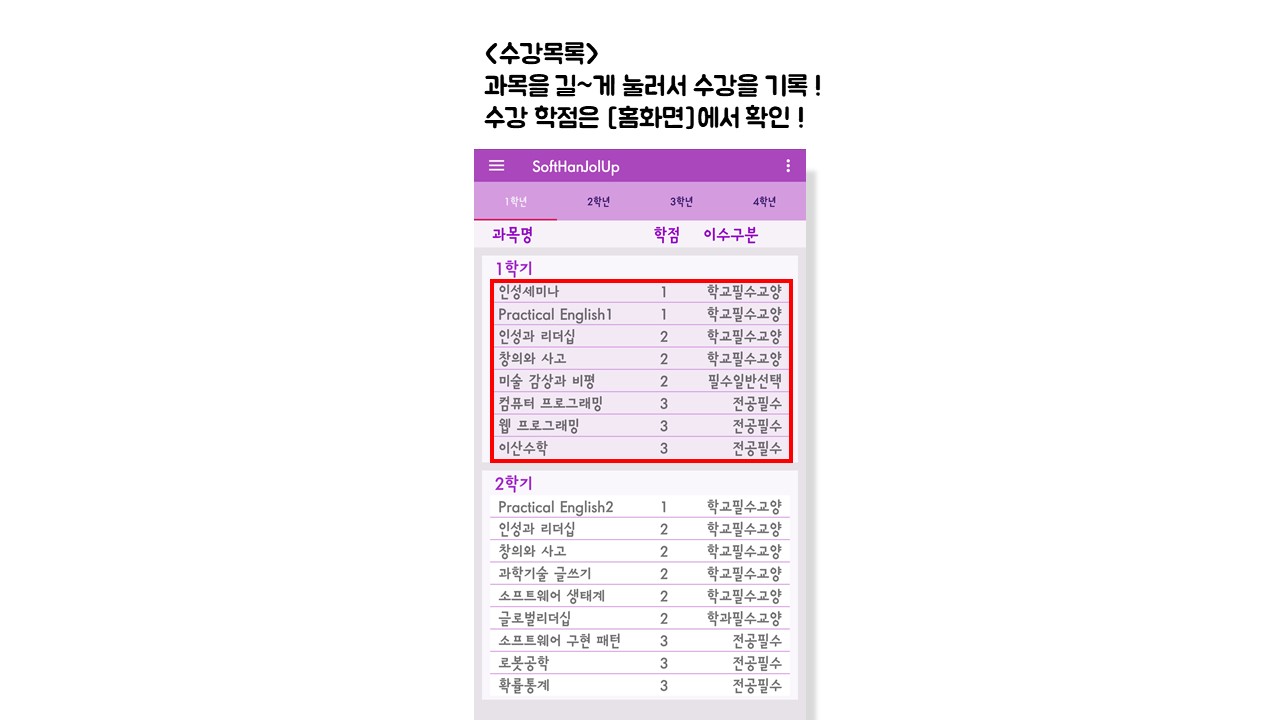 <수강목록>
과목을 길~게 눌러서 수강을 기록 !
수강 학점은 [홈화면]에서 확인 !
SoftHanJolUp
1학년 2학년 3학년 4학년
과목명 학점 이수구분
1학기
인성세미나 1 학교필수교양
Practical English1 1 학교필수교양
인성과 리더십 2 학교필수교양
창의와 사고 2 학교필수교양
미술 감상과 비평 2 필수일반선택
컴퓨터 프로그래밍 3 전공필수
웹 프로그래밍 3 전공필수
이산수학 3 전공필수
2학기
Practical English2 1 학교필수교양
인성과 리더십 2 학교필수교양
창의와 사고 2 학교필수교양
과학기술 글쓰기 2 학교필수교양
소프트웨어 생태계 2 학교필수교양
글로벌리더십 2 학과필수교양
소프트웨어 구현 패턴 3 전공필수
로봇공학 3 전공필수
확률통계 3 전공필수